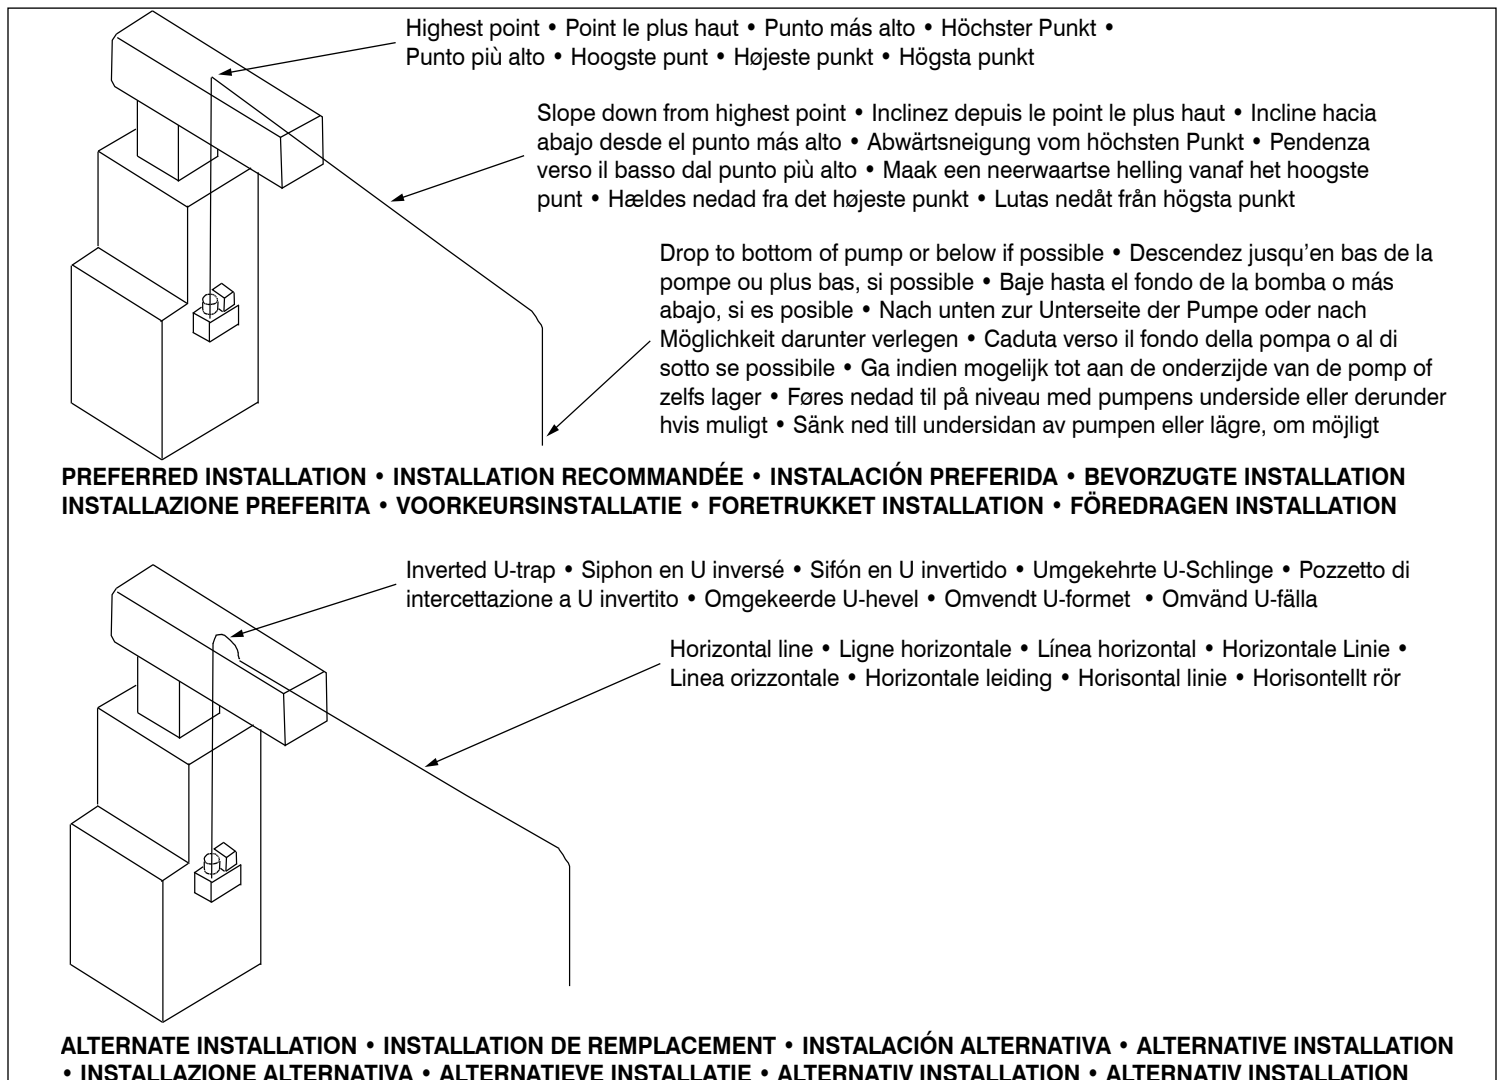 Highest point • Point le plus haut • Punto más alto • Höchster Punkt •
Punto più alto • Hoogste punt • Højeste punkt • Högsta punkt
Slope down from highest point • Inclinez depuis le point le plus haut • Incline hacia
abajo desde el punto más alto • Abwärtsneigung vom höchsten Punkt • Pendenza
verso il basso dal punto più alto • Maak een neerwaartse helling vanaf het hoogste
punt • Hældes nedad fra det højeste punkt • Lutas nedåt från högsta punkt
Drop to bottom of pump or below if possible • Descendez jusqu'en bas de la
pompe ou plus bas, si possible • Baje hasta el fondo de la bomba o más
abajo, si es posible • Nach unten zur Unterseite der Pumpe oder nach
Möglichkeit darunter verlegen • Caduta verso il fondo della pompa o al di
sotto se possibile • Ga indien mogelijk tot aan de onderzijde van de pomp of
zelfs lager • Føres nedad til på niveau med pumpens underside eller derunder
hvis muligt • Sänk ned till undersidan av pumpen eller lägre, om möjligt
PREFERRED INSTALLATION • INSTALLATION RECOMMANDÉE • INSTALACIÓN PREFERIDA • BEVORZUGTE INSTALLATION
INSTALLAZIONE PREFERITA • VOORKEURSINSTALLATIE • FORETRUKKET INSTALLATION • FÖREDRAGEN INSTALLATION
Inverted U-trap • Siphon en U inversé • Sifón en U invertido • Umgekehrte U-Schlinge • Pozzetto di
intercettazione a U invertito • Omgekeerde U-hevel • Omvendt U-formet • Omvänd U-fälla
Horizontal line • Ligne horizontale • Línea horizontal • Horizontale Linie •
Linea orizzontale • Horizontale leiding • Horisontal linie • Horisontellt rör
ALTERNATE INSTALLATION • INSTALLATION DE REMPLACEMENT • INSTALACIÓN ALTERNATIVA • ALTERNATIVE INSTALLATION
• INSTALLAZIONE ALTERNATIVA • ALTERNATIEVE INSTALLATIE • ALTERNATIV INSTALLATION • ALTERNATIV INSTALLATION